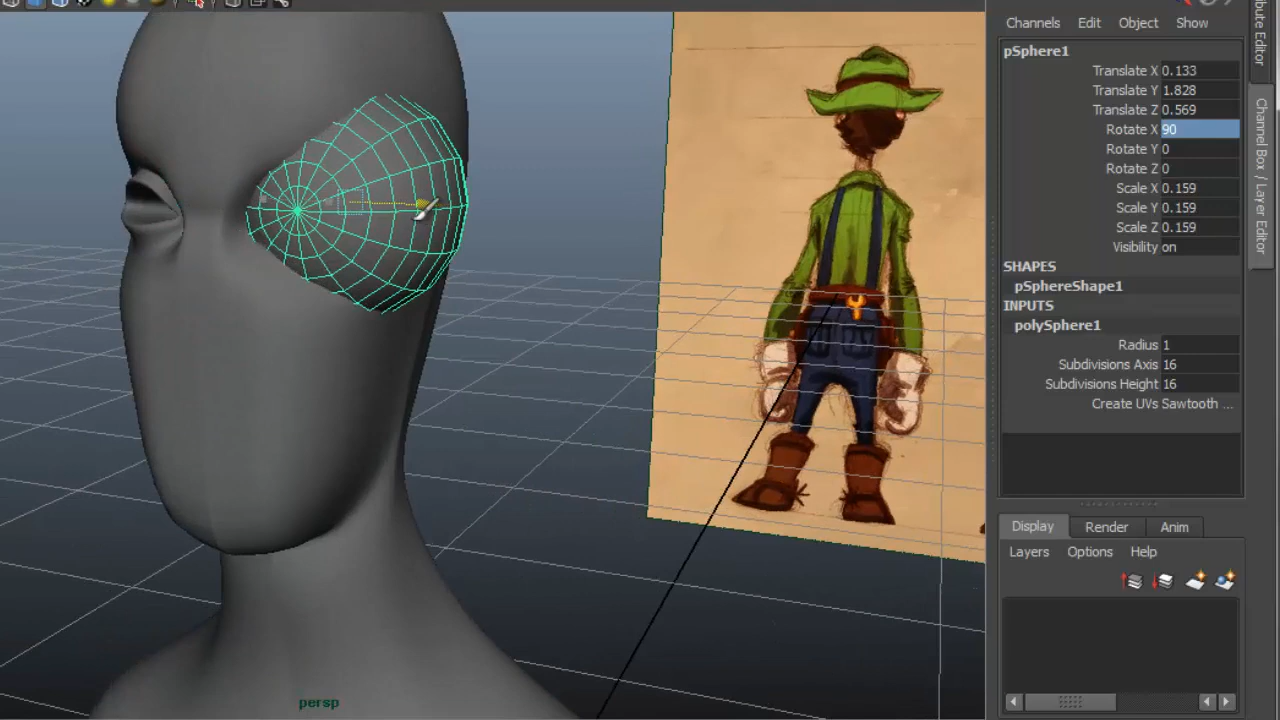 Channels Edit Object Show
pSphere1
Translate X 0.133
Translate Y 1.828
Translate Z 0.569
Rotate X 90
Rotate Y 0
Rotate Z 0
Scale X 0.159
Scale Y 0.159
Scale Z 0.159
Visibility on
SHAPES
pSphereShape1
INPUTS
polySphere1
Radius 1
Subdivisions Axis 16
Subdivisions Height 16
Create UVs Sawtooth ...
Display Render Anim
Layers Options Help
Editor
Channel Box / Layer Editor
persp